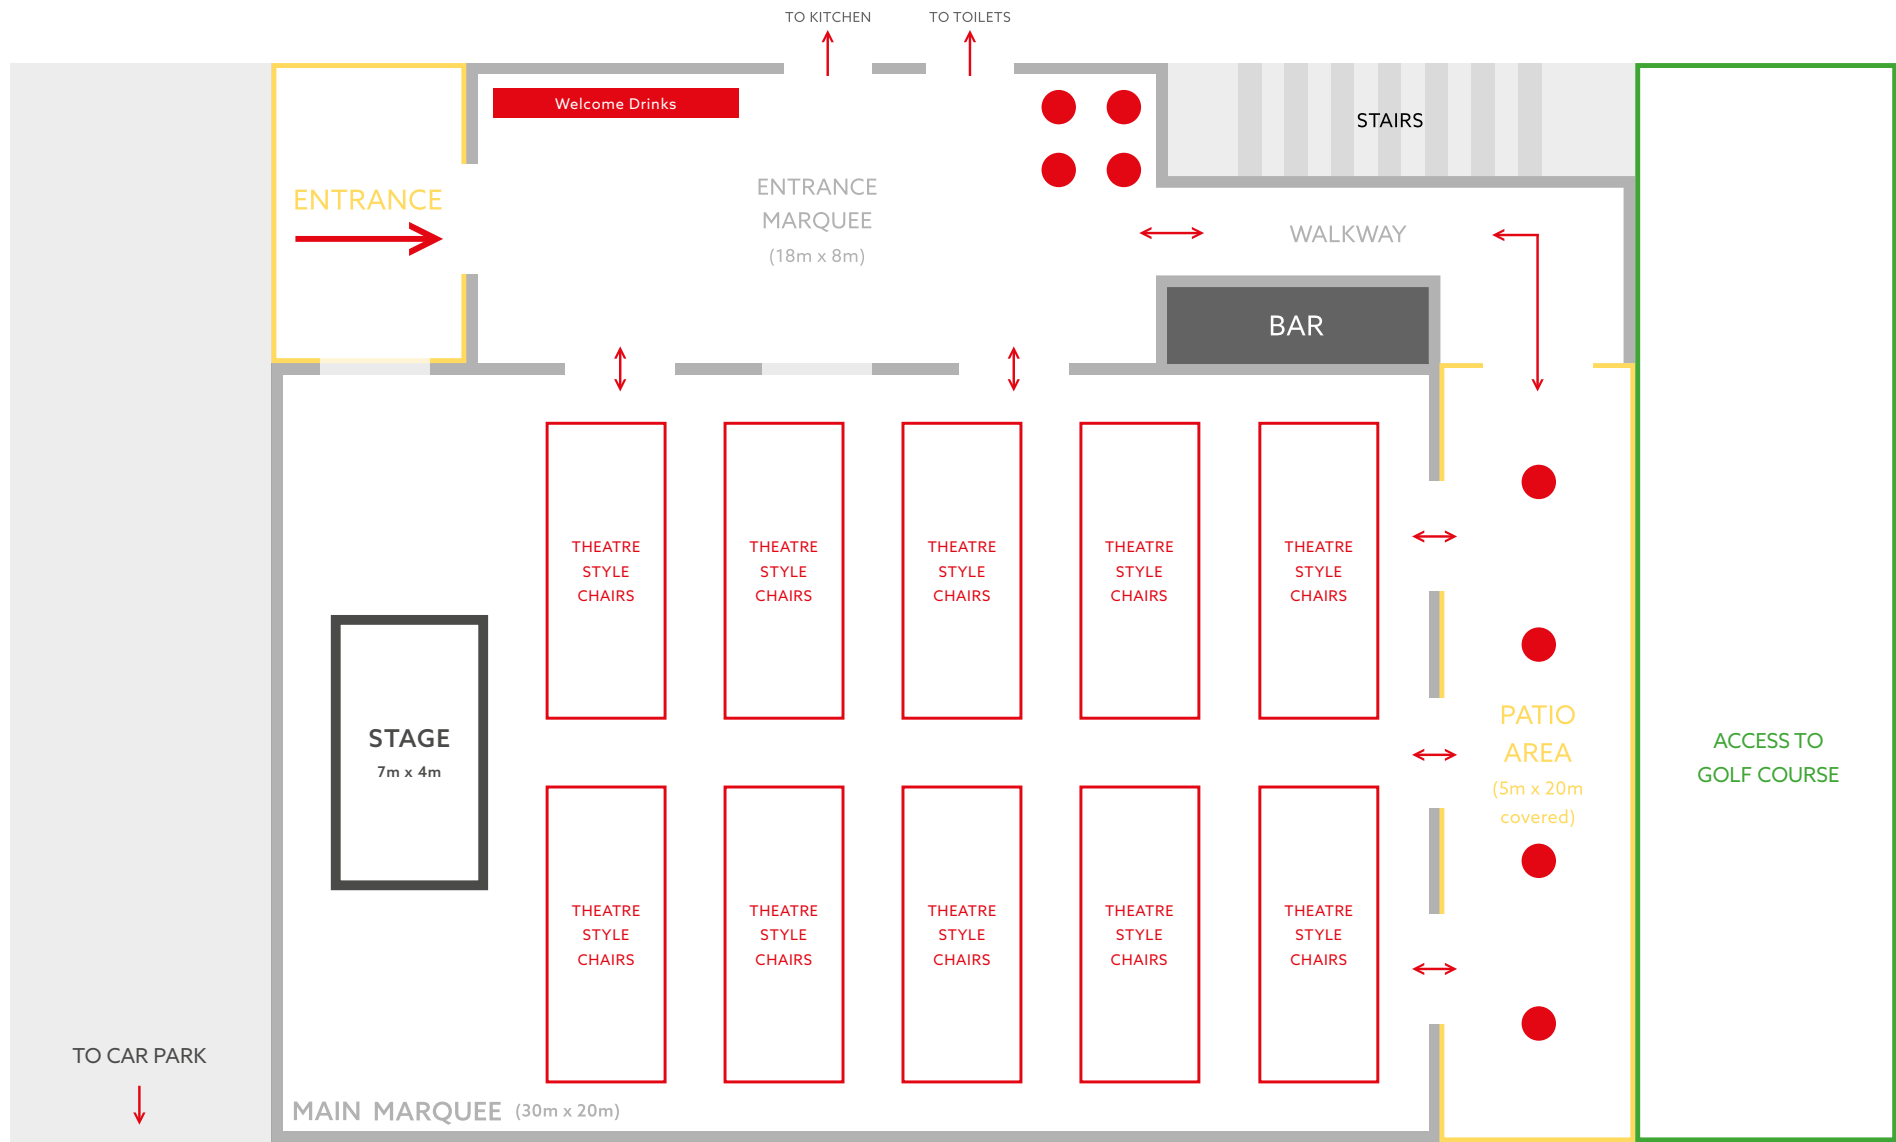 TO KITCHEN
TO TOILETS
Welcome Drinks
STAIRS
ENTRANCE
ENTRANCE
MARQUEE
(18m x 8m)
WALKWAY
BAR
THEATRE
STYLE
CHAIRS
THEATRE
STYLE
CHAIRS
THEATRE
STYLE
CHAIRS
THEATRE
STYLE
CHAIRS
THEATRE
STYLE
CHAIRS
STAGE
7m x 4m
PATIO
AREA
(5m x 20m
covered)
ACCESS TO
GOLF COURSE
THEATRE
STYLE
CHAIRS
THEATRE
STYLE
CHAIRS
THEATRE
STYLE
CHAIRS
THEATRE
STYLE
CHAIRS
THEATRE
STYLE
CHAIRS
TO CAR PARK
MAIN MARQUEE (30m x 20m)